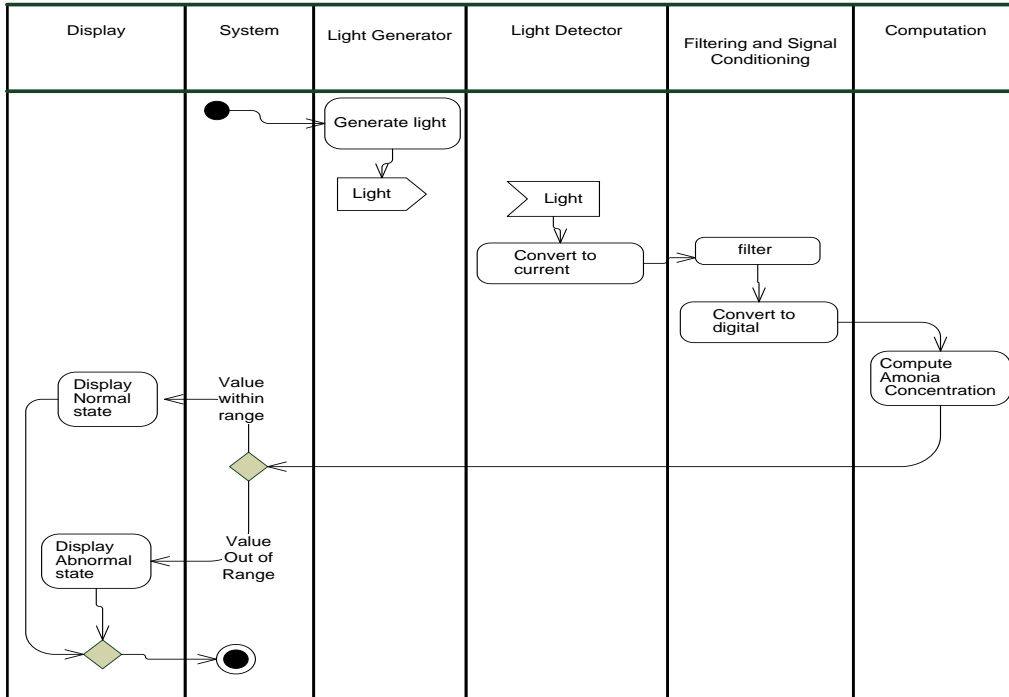 Display
System
Light Generator
Light Detector
Filtering and Signal
Conditioning
Computation
Generate light
Light
Light
Convert to
current
filter
Convert to
digital
Compute
Amonia
Concentration
Display
Normal
state
Value
within
range
Display
Abnormal
state
Value
Out of
Range